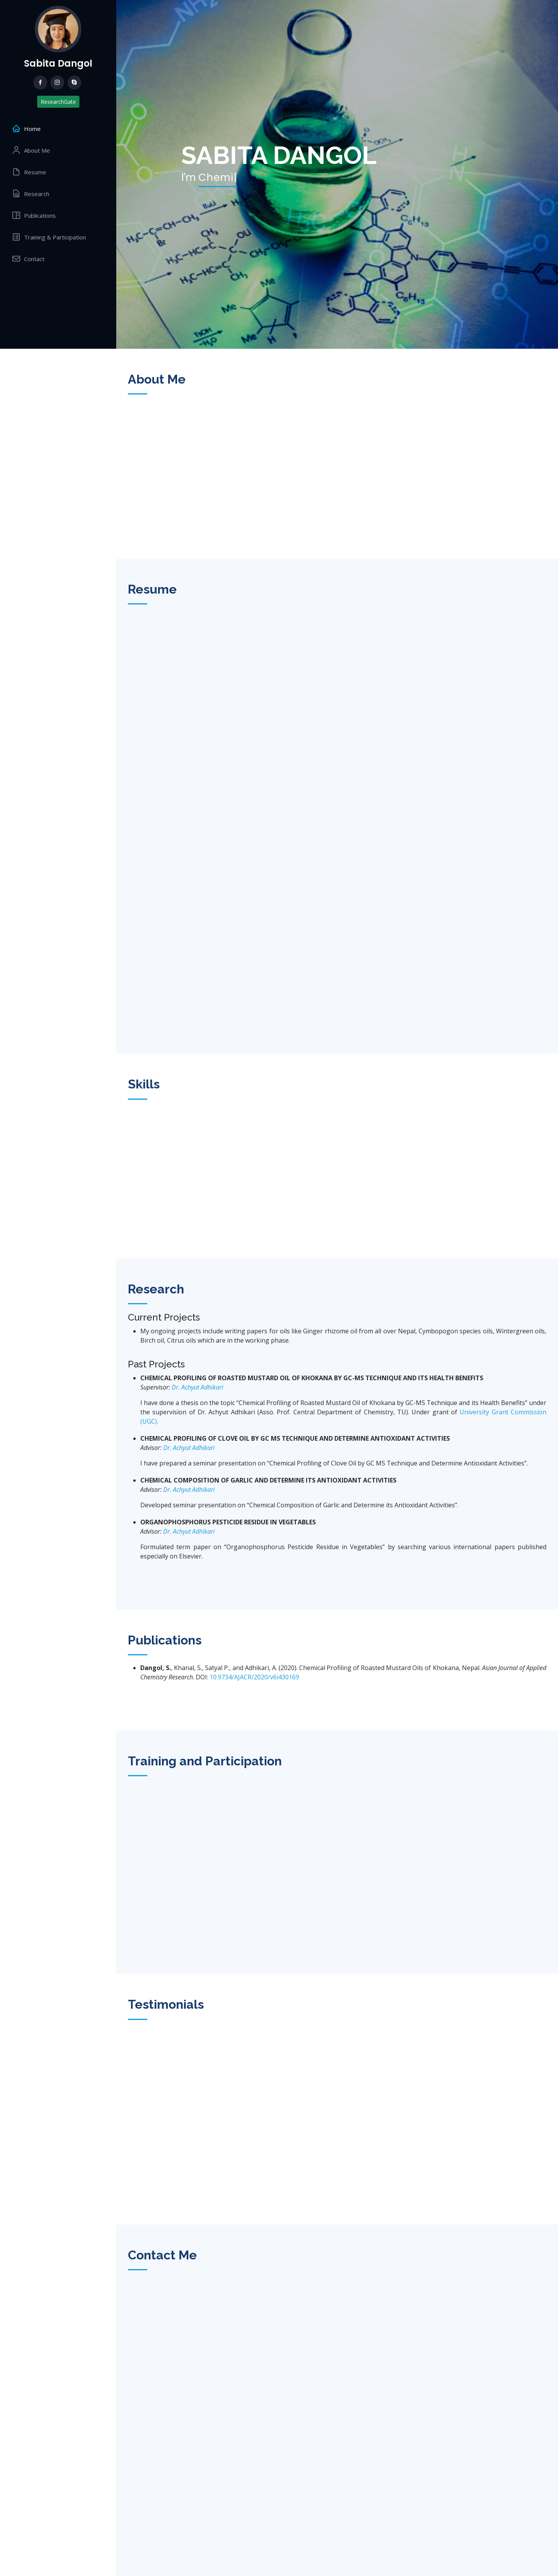 Sabita Dangol
ResearchGate
Home
About Me
Resume
Research
Publications
Training & Participation
Contact
SABITA DANGOL
I'm Chemi|
About Me
Resume
Skills
Research
Current Projects
My ongoing projects include writing papers for oils like Ginger rhizome oil from all over Nepal, Cymbopogon species oils, Wintergreen oils,
Birch oil, Citrus oils which are in the working phase.
Past Projects
CHEMICAL PROFILING OF ROASTED MUSTARD OIL OF KHOKANA BY GC-MS TECHNIQUE AND ITS HEALTH BENEFITS
Supervisor: Dr. Achyut Adhikari
I have done a thesis on the topic “Chemical Profiling of Roasted Mustard Oil of Khokana by GC-MS Technique and its Health Benefits” under
the supervision of Dr. Achyut Adhikari (Asso. Prof. Central Department of Chemistry, TU). Under grant of University Grant Commission
(UGC).
CHEMICAL PROFILING OF CLOVE OIL BY GC MS TECHNIQUE AND DETERMINE ANTIOXIDANT ACTIVITIES
Advisor: Dr. Achyut Adhikari
I have prepared a seminar presentation on “Chemical Profiling of Clove Oil by GC MS Technique and Determine Antioxidant Activities”.
CHEMICAL COMPOSITION OF GARLIC AND DETERMINE ITS ANTIOXIDANT ACTIVITIES
Advisor: Dr. Achyut Adhikari
Developed seminar presentation on “Chemical Composition of Garlic and Determine its Antioxidant Activities”.
ORGANOPHOSPHORUS PESTICIDE RESIDUE IN VEGETABLES
Advisor: Dr. Achyut Adhikari
Formulated term paper on “Organophosphorus Pesticide Residue in Vegetables” by searching various international papers published
especially on Elsevier.
Publications
Dangol, S., Khanal, S., Satyal P., and Adhikari, A. (2020). Chemical Profiling of Roasted Mustard Oils of Khokana, Nepal. Asian Journal of Applied
Chemistry Research. DOI: 10.9734/AJACR/2020/v6i430169
Training and Participation
Testimonials
Contact Me